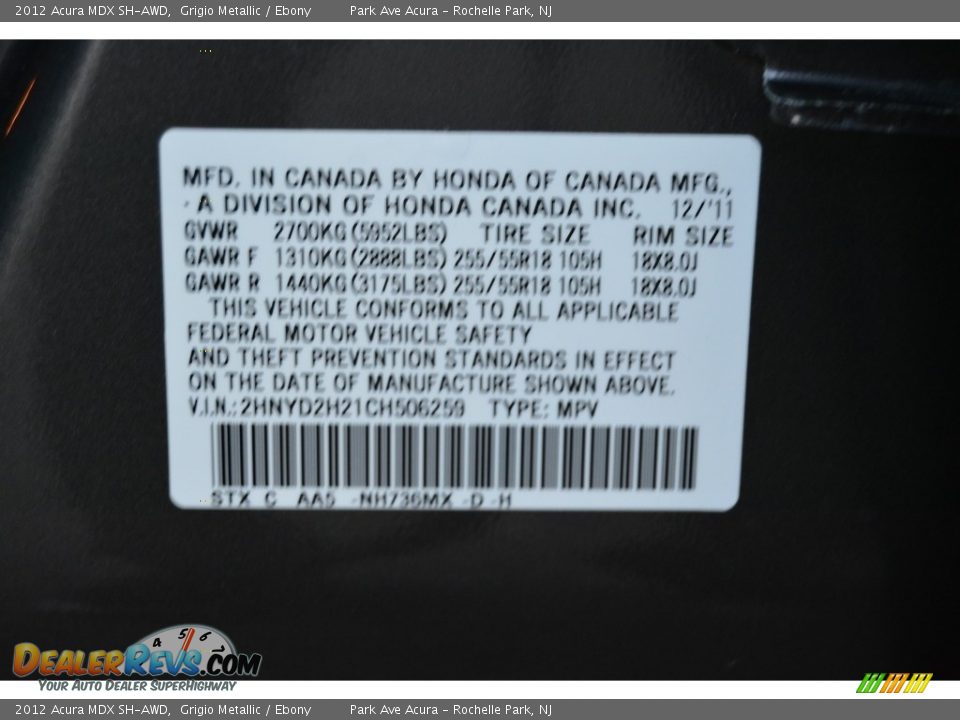 2012 Acura MDX SH-AWD, Grigio Metallic / Ebony Park Ave Acura - Rochelle Park, NJ
MFD. IN CANADA BY HONDA OF CANADA MFG.,
A DIVISION OF HONDA CANADA INC. 12/'11
GVWR 2700KG(5952LBS) TIRE SIZE RIM SIZE
GAWR F 1310KG(2888LBS) 255/55R18 105H 18X8.0J
GAWR R 1440KG(3175LBS) 255/55R18 105H 18X8.0J
THIS VEHICLE CONFORMS TO ALL APPLICABLE
FEDERAL MOTOR VEHICLE SAFETY
AND THEFT PREVENTION STANDARDS IN EFFECT
ON THE DATE OF MANUFACTURE SHOWN ABOVE.
V.I.N.:2HNYD2H21CH506259 TYPE: MPV
STX C AA5 -NH736MX -D -H
4 5 6 7
DEALERREVS.COM
YOUR AUTO DEALER SUPERHIGHWAY
2012 Acura MDX SH-AWD, Grigio Metallic / Ebony Park Ave Acura - Rochelle Park, NJ